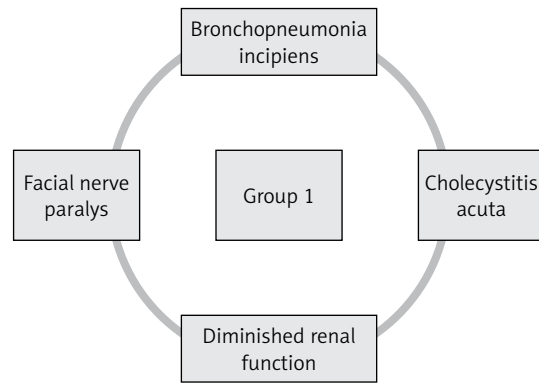 Bronchopneumonia
incipiens
Facial nerve
paralys
Group 1
Cholecystitis
acuta
Diminished renal
function